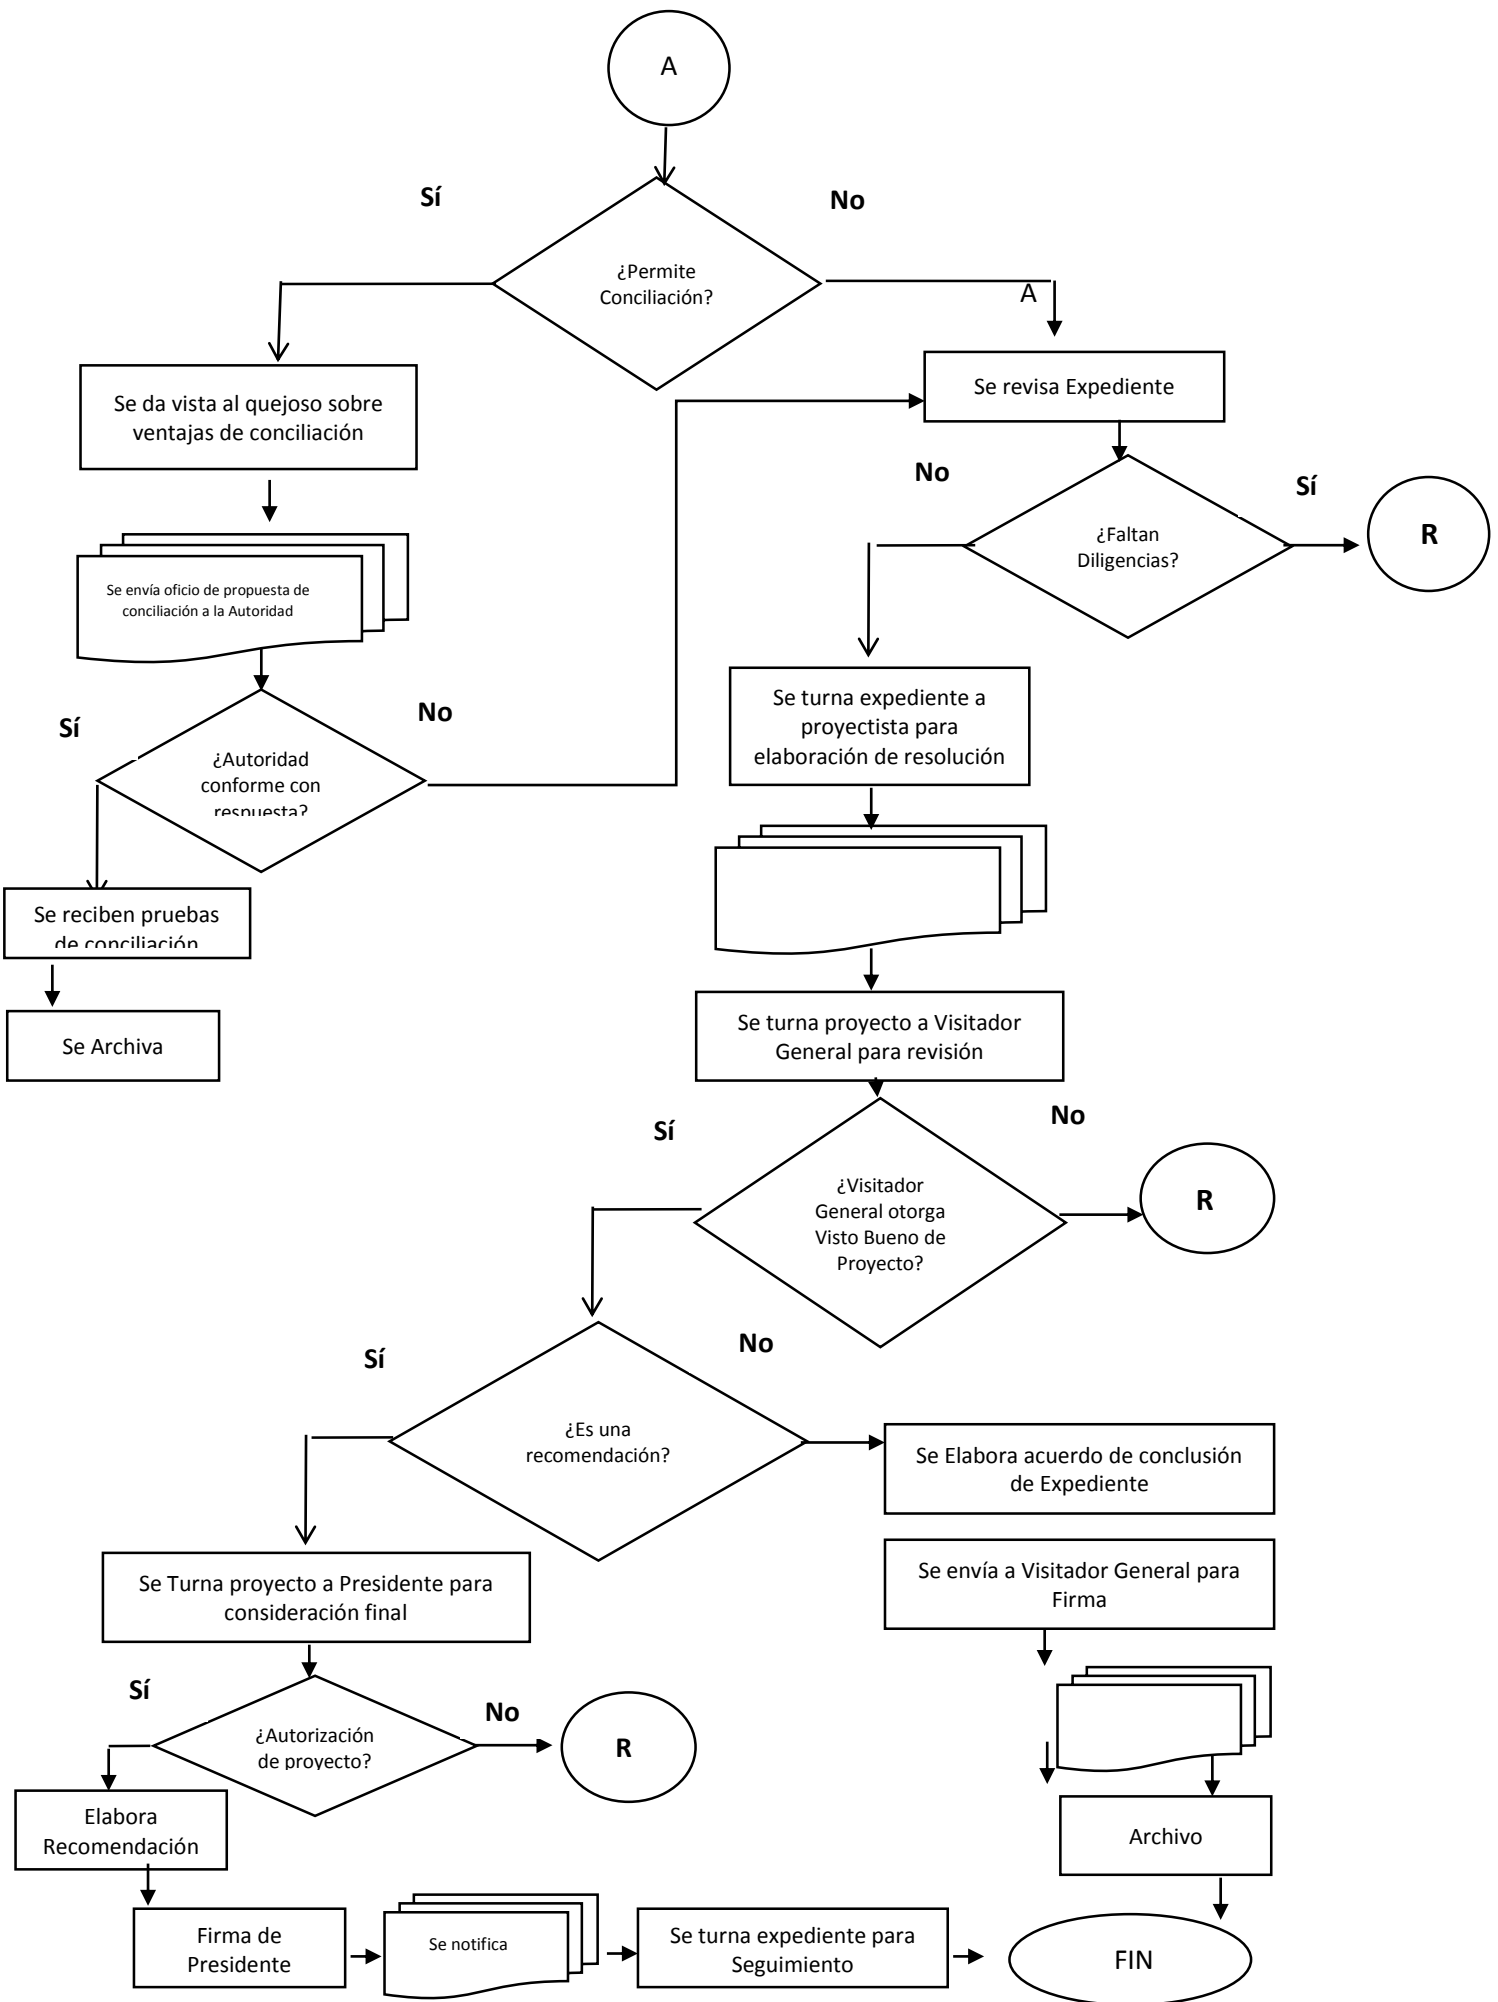 A
Sí
No
¿Permite
Conciliación?
A
Se da vista al quejoso sobre
ventajas de conciliación
Se revisa Expediente
No
Sí
¿Faltan
Diligencias?
R
Se envía oficio de propuesta de
conciliación a la Autoridad
Sí
No
¿Autoridad
conforme con
respuesta?
Se turna expediente a
proyectista para
elaboración de resolución
Se reciben pruebas
de conciliación
Se Archiva
Se turna proyecto a Visitador
General para revisión
Sí
No
¿Visitador
General otorga
Visto Bueno de
Proyecto?
R
Sí
No
¿Es una
recomendación?
Se Elabora acuerdo de conclusión
de Expediente
Se Turna proyecto a Presidente para
consideración final
Se envía a Visitador General para
Firma
Sí
No
¿Autorización
de proyecto?
R
Elabora
Recomendación
Archivo
Firma de
Presidente
Se notifica
Se turna expediente para
Seguimiento
FIN